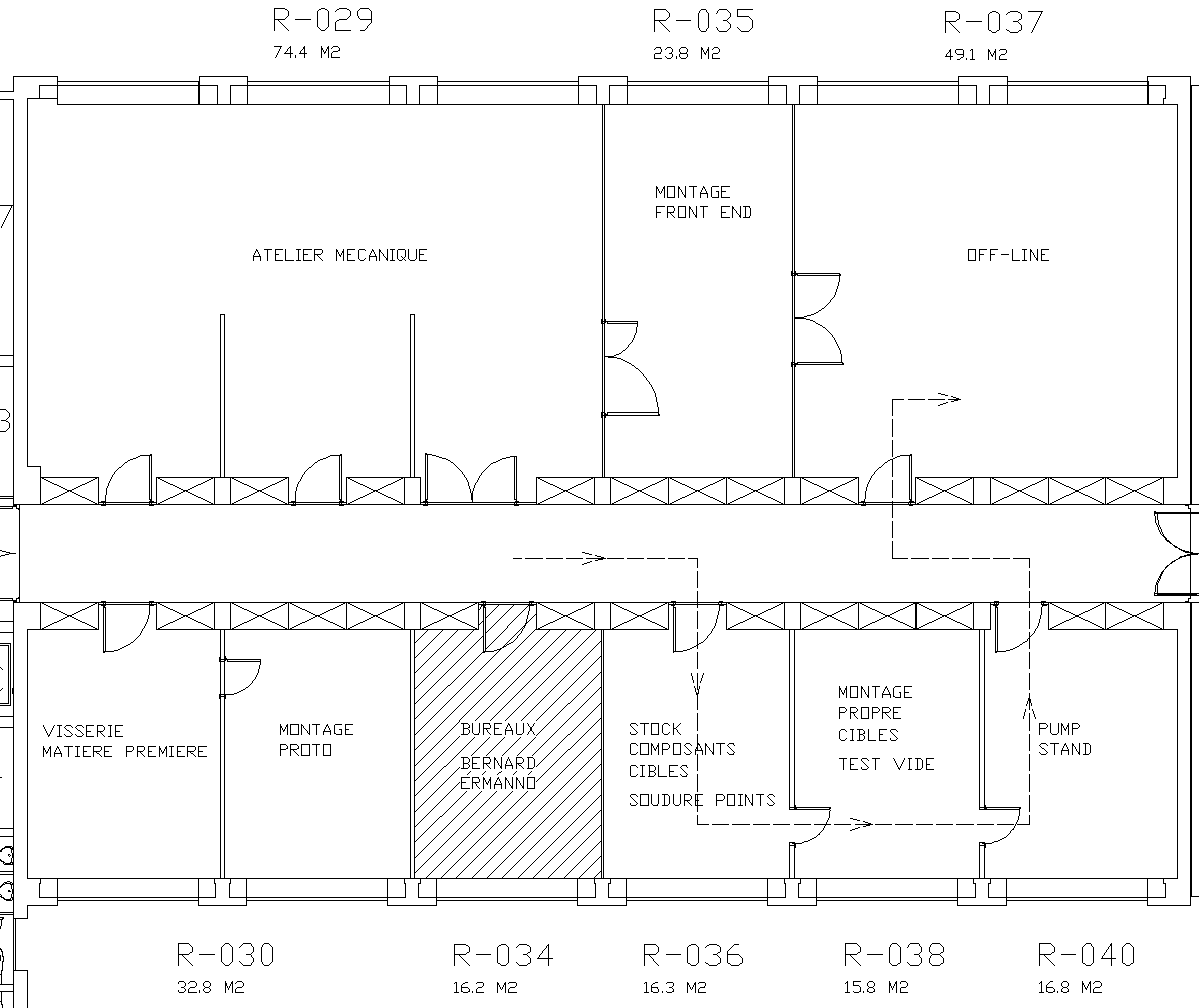 R-029
74.4 M2
R-035
23.8 M2
R-037
49.1 M2
MONTAGE
FRONT END
ATELIER MECANIQUE
OFF-LINE
VISSERIE
MATIERE PREMIERE
MONTAGE
PROTO
BUREAUX
BERNARD
ERMANNO
STOCK
COMPOSANTS
CIBLES
SOUDURE POINTS
MONTAGE
PROPRE
CIBLES
TEST VIDE
PUMP
STAND
R-030
32.8 M2
R-034
16.2 M2
R-036
16.3 M2
R-038
15.8 M2
R-040
16.8 M2